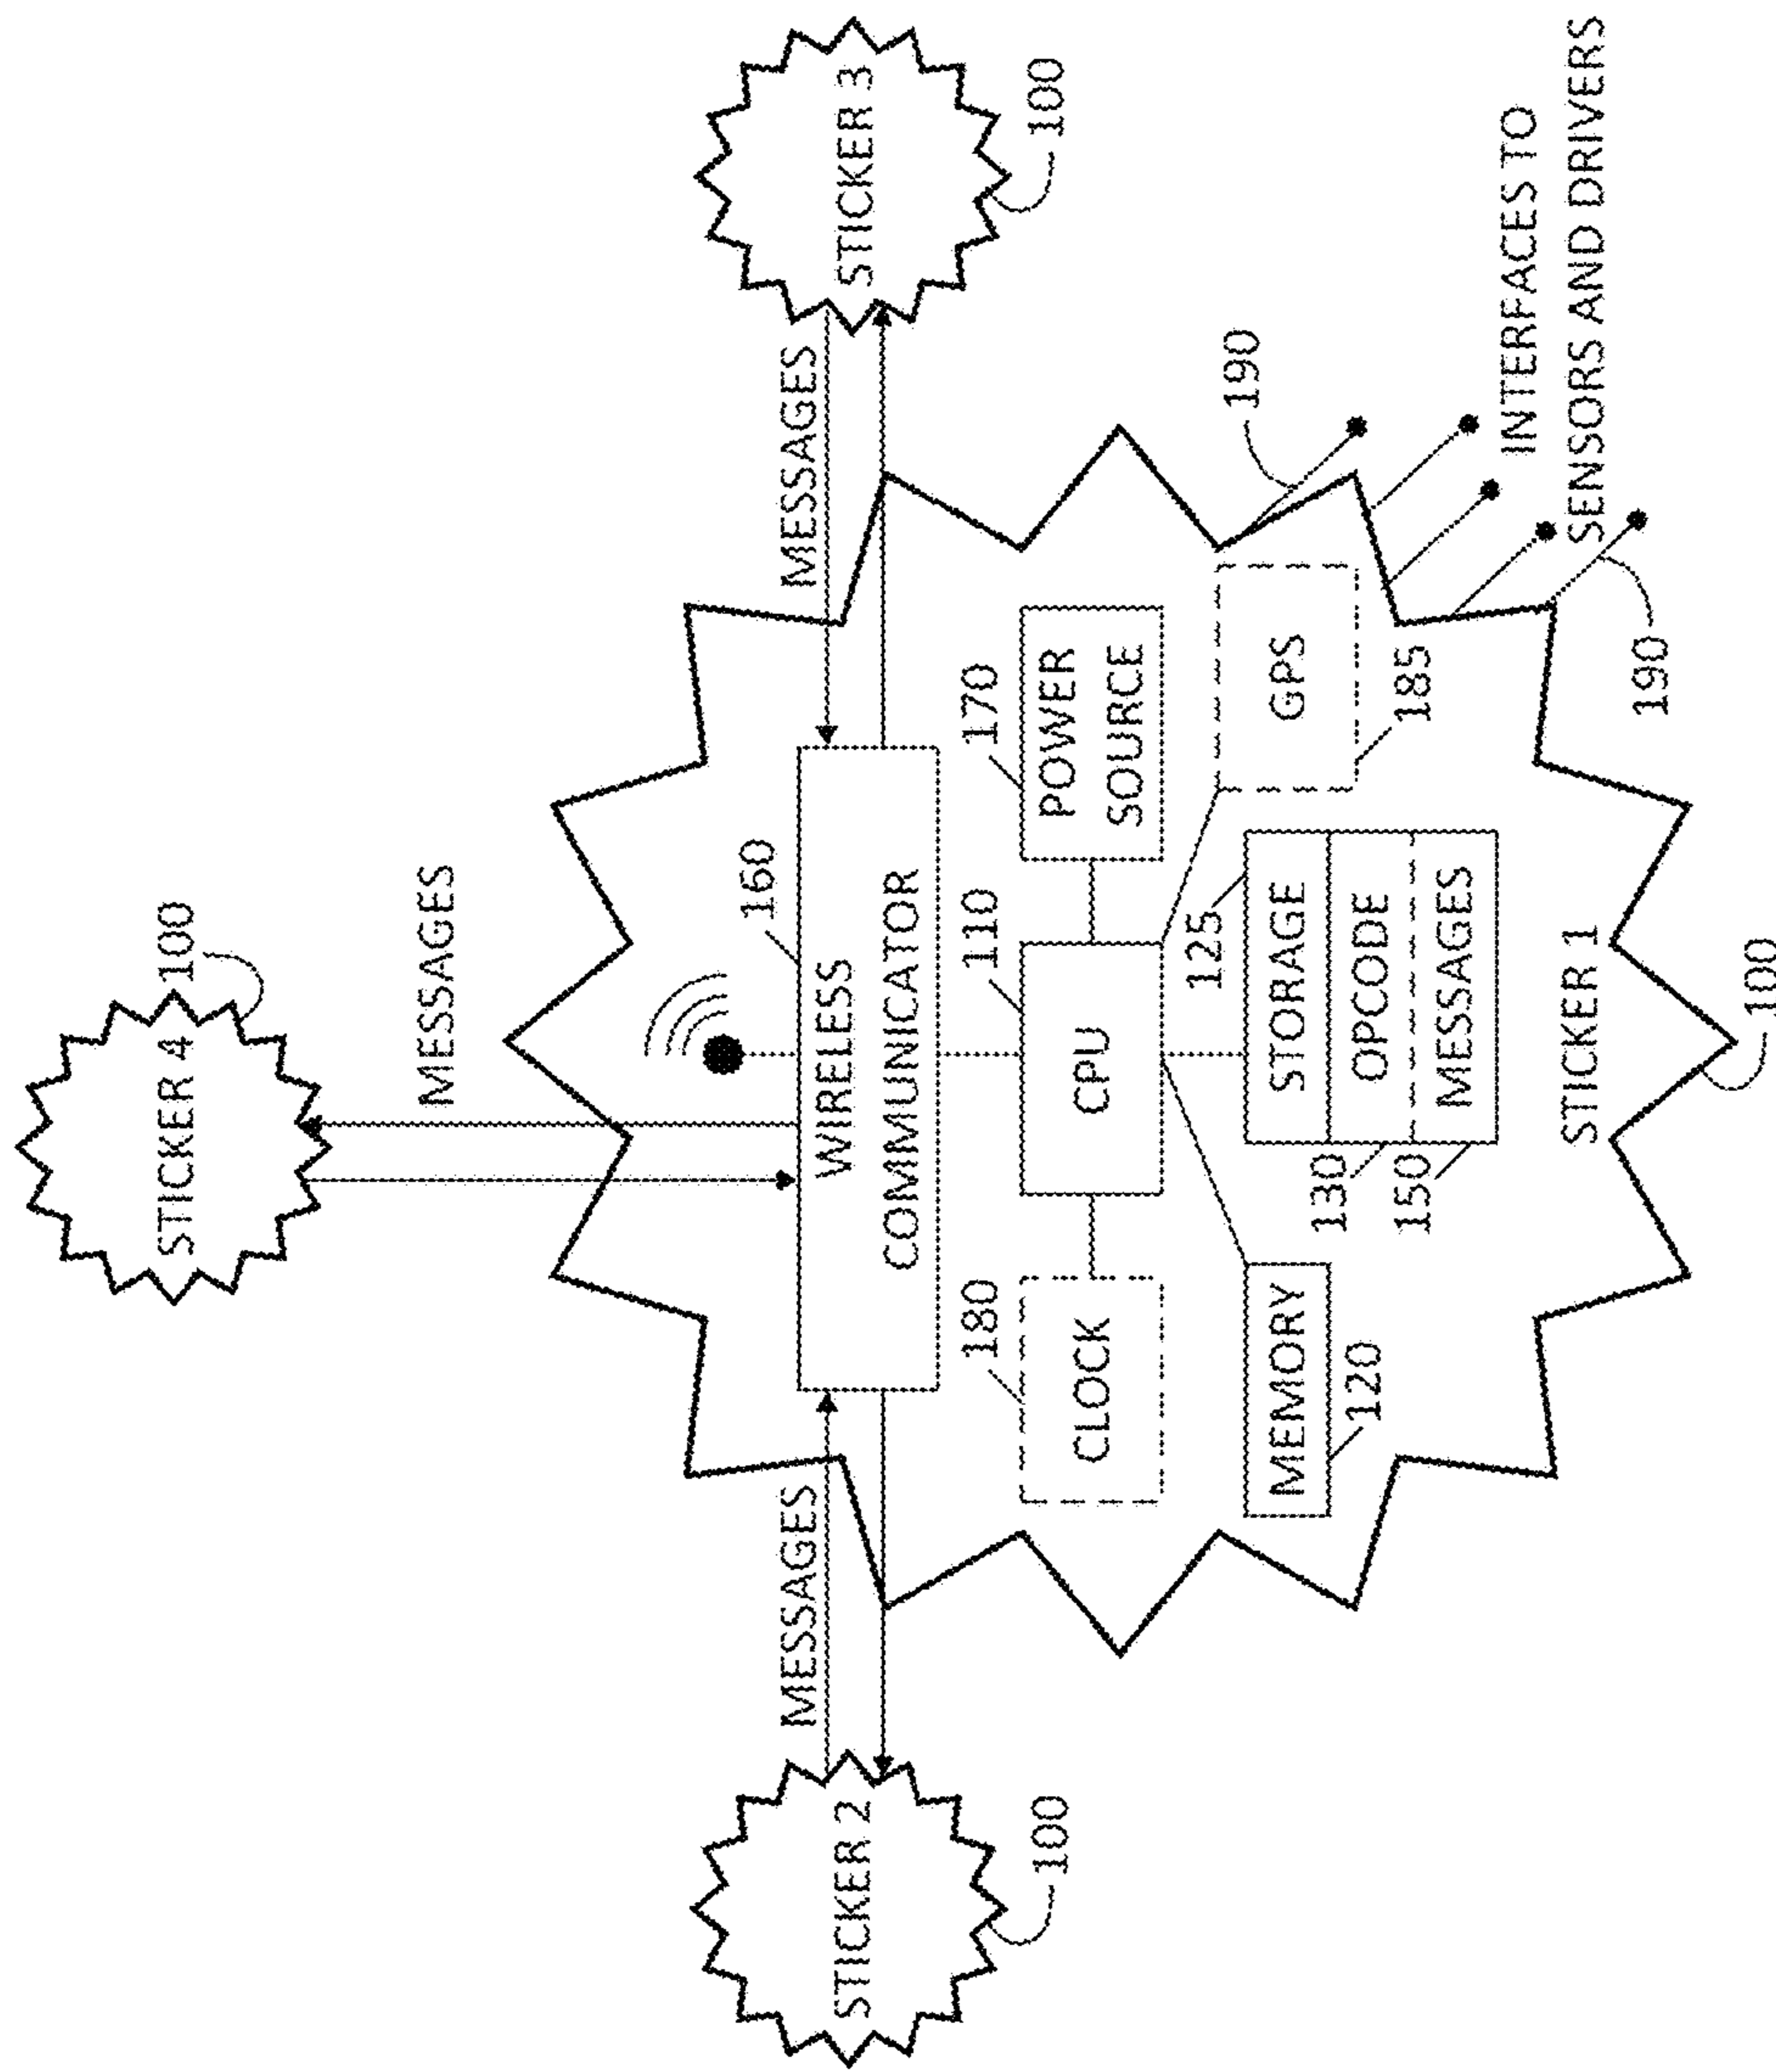 STICKER 4
100
MESSAGES
MESSAGES
MESSAGES
STICKER 2
100
STICKER 3
100
160
WIRELESS
COMMUNICATOR
180
CLOCK
110
CPU
170
POWER
SOURCE
MEMORY
120
125
STORAGE
130
OPCODE
150
MESSAGES
GPS
185
190
190
INTERFACES TO
SENSORS AND DRIVERS
STICKER 1
100